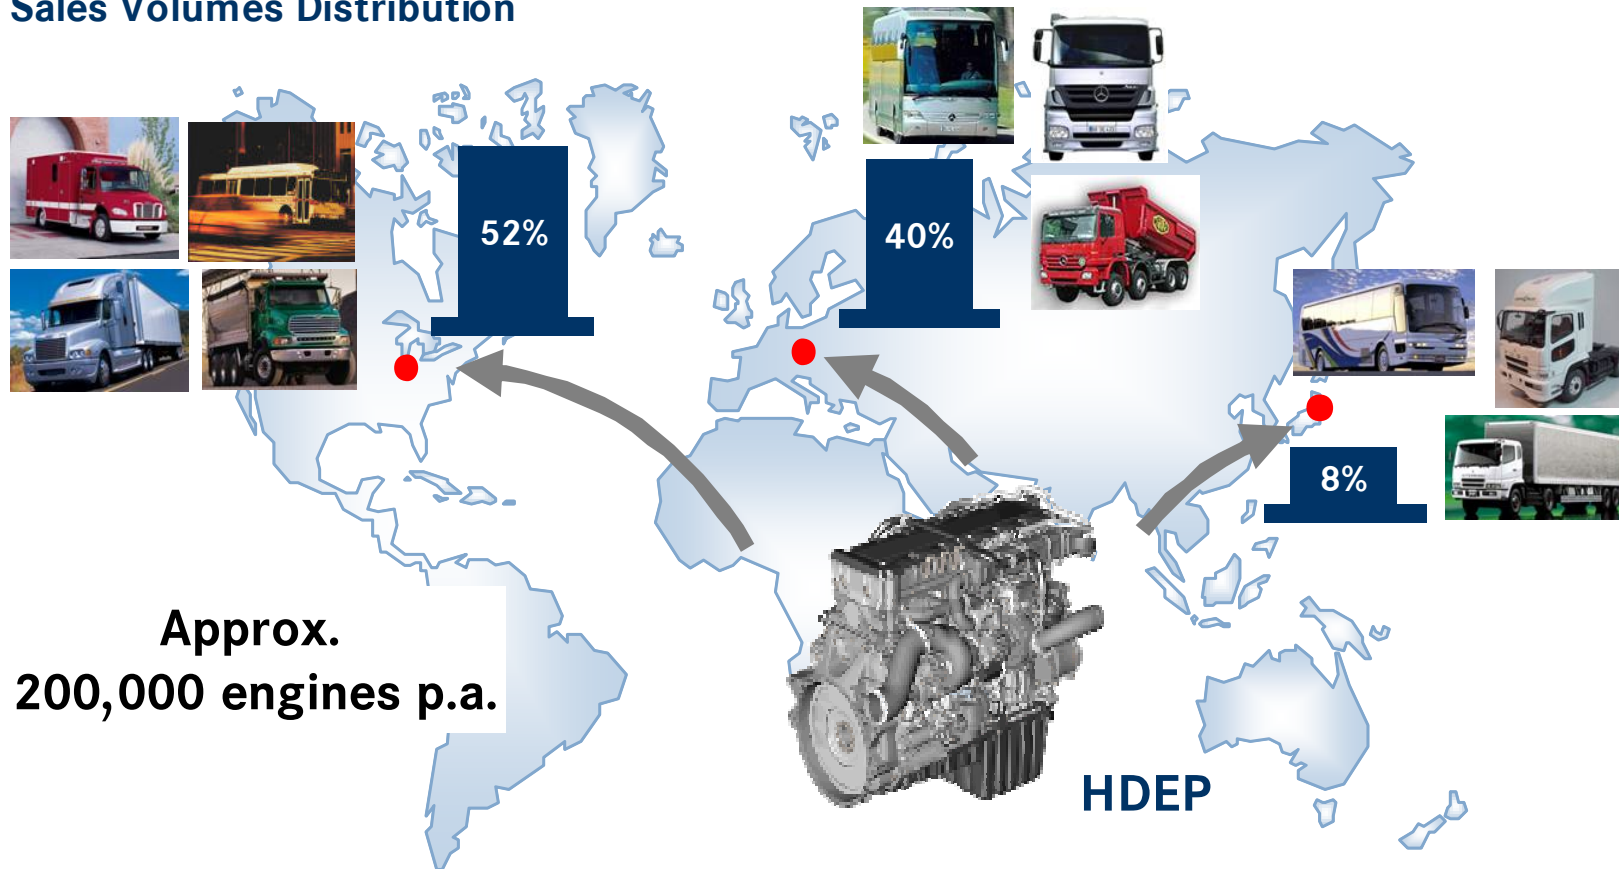 Sales Volumes Distribution
52%
40%
8%
Approx.
200,000 engines p.a.
HDEP